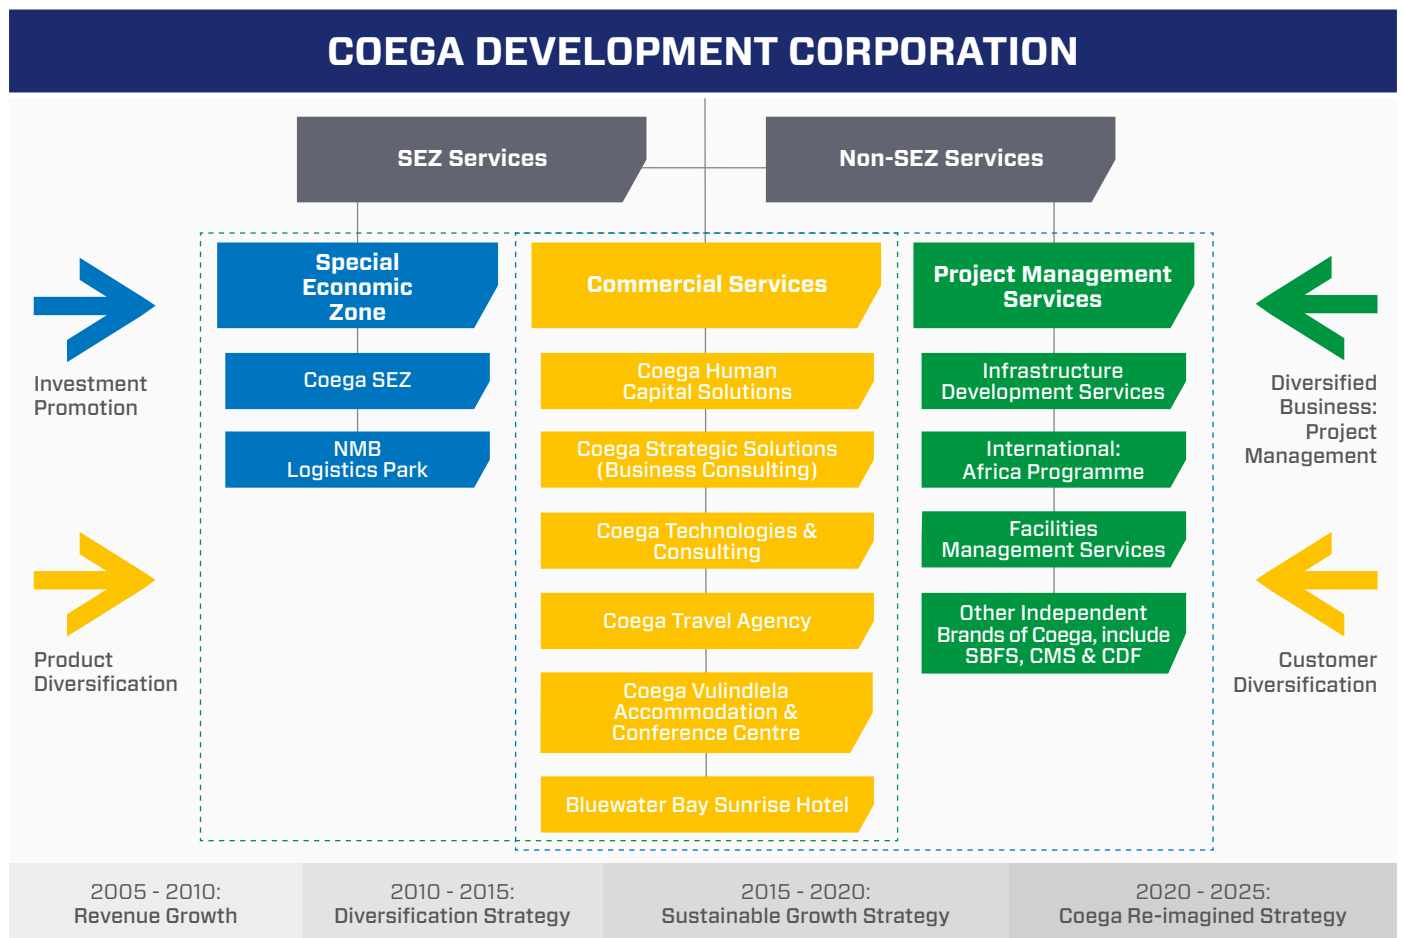 COEGA DEVELOPMENT CORPORATION
SEZ Services
Non-SEZ Services
Special
Economic
Zone
Coega SEZ
NMB
Logistics Park
Commercial Services
Coega Human
Capital Solutions
Coega Strategic Solutions
(Business Consulting)
Coega Technologies &
Consulting
Coega Travel Agency
Coega Vulindlela
Accommodation &
Conference Centre
Bluewater Bay Sunrise Hotel
Project Management
Services
Infrastructure
Development Services
International:
Africa Programme
Facilities
Management Services
Other Independent
Brands of Coega, include
SBFS, CMS & CDF
Investment
Promotion
Product
Diversification
Diversified
Business:
Project
Management
Customer
Diversification
2005 - 2010:
Revenue Growth
2010 - 2015:
Diversification Strategy
2015 - 2020:
Sustainable Growth Strategy
2020 - 2025:
Coega Re-imagined Strategy